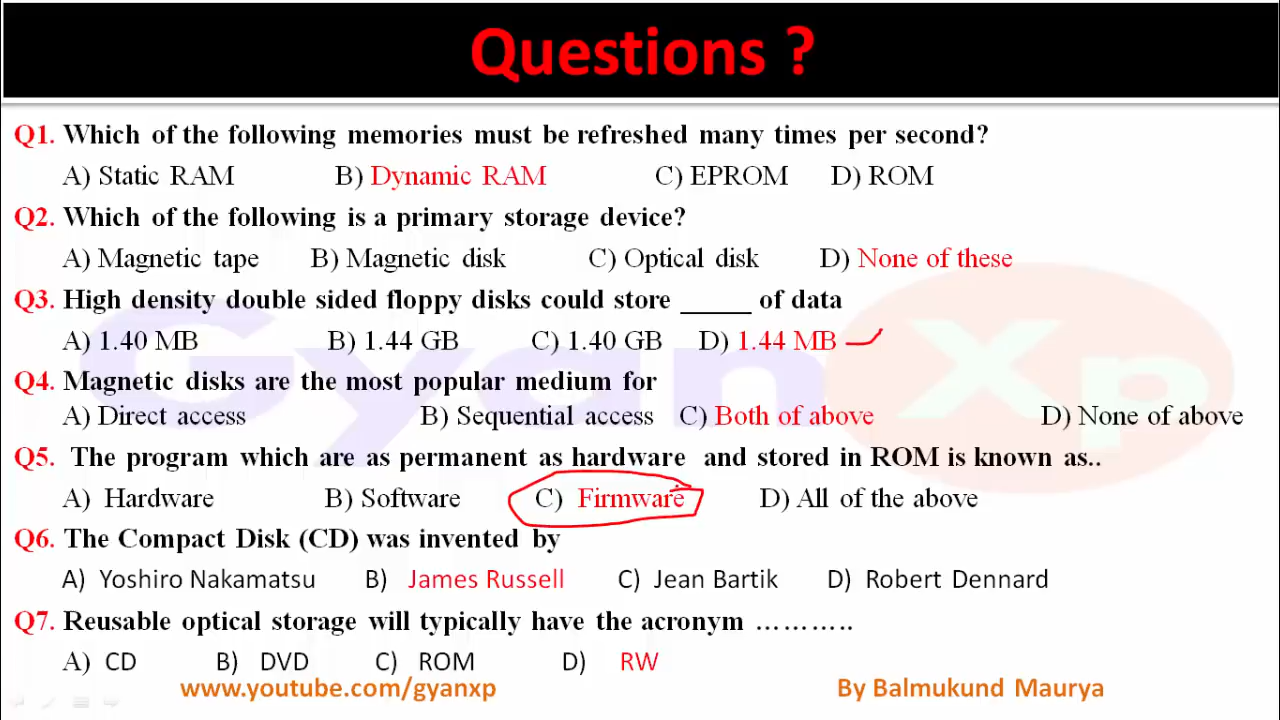 Questions ?
Q1. Which of the following memories must be refreshed many times per second?
A) Static RAM B) Dynamic RAM C) EPROM D) ROM
Q2. Which of the following is a primary storage device?
A) Magnetic tape B) Magnetic disk C) Optical disk D) None of these
Q3. High density double sided floppy disks could store _____ of data
A) 1.40 MB B) 1.44 GB C) 1.40 GB D) 1.44 MB
Q4. Magnetic disks are the most popular medium for
A) Direct access B) Sequential access C) Both of above D) None of above
Q5. The program which are as permanent as hardware and stored in ROM is known as..
A) Hardware B) Software C) Firmware D) All of the above
Q6. The Compact Disk (CD) was invented by
A) Yoshiro Nakamatsu B) James Russell C) Jean Bartik D) Robert Dennard
Q7. Reusable optical storage will typically have the acronym ………..
A) CD B) DVD C) ROM D) RW
www.youtube.com/gyanxp By Balmukund Maurya
Gyan Xp